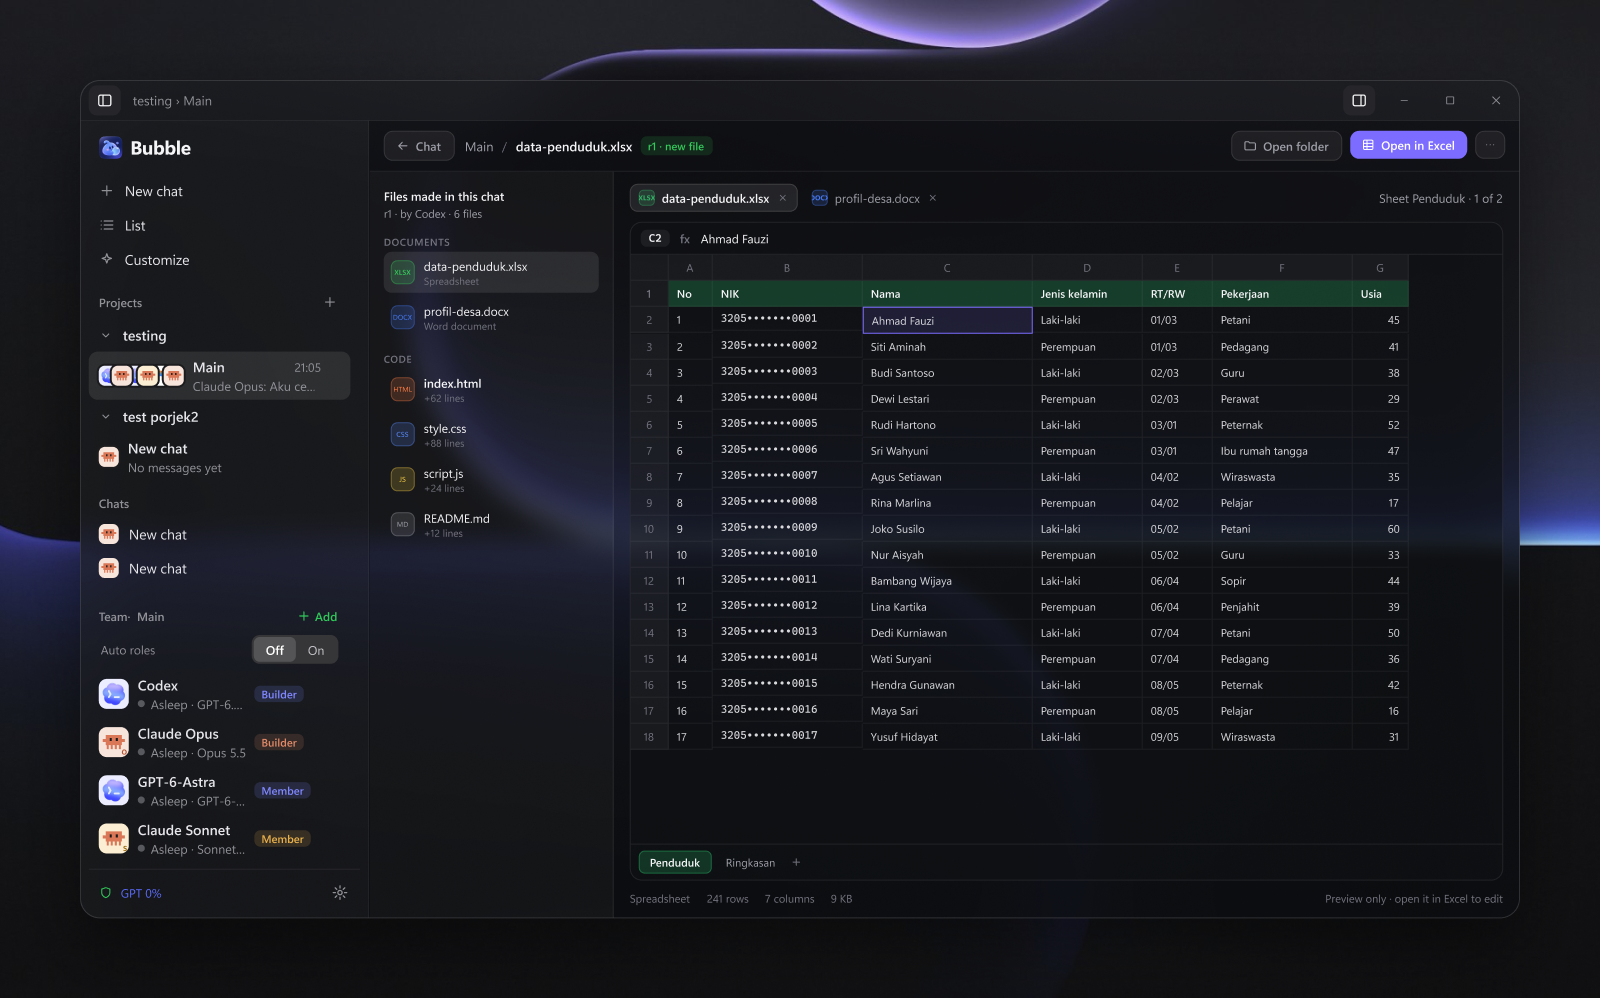 testing › Main
Bubble
New chat
List
Customize
Projects
testing
Main 21:05
Claude Opus: Aku ce...
test porjek2
New chat
No messages yet
Chats
New chat
New chat
Team· Main + Add
Auto roles Off On
Codex
Asleep · GPT-6.... Builder
Claude Opus
Asleep · Opus 5.5 Builder
GPT-6-Astra
Asleep · GPT-6-... Member
Claude Sonnet
Asleep · Sonnet... Member
GPT 0%
← Chat Main / data-penduduk.xlsx r1 · new file Open folder Open in Excel ...
Files made in this chat
r1 · by Codex · 6 files
DOCUMENTS
XLSX data-penduduk.xlsx
Spreadsheet
DOCX profil-desa.docx
Word document
CODE
HTML index.html
+62 lines
CSS style.css
+88 lines
JS script.js
+24 lines
MD README.md
+12 lines
XLSX data-penduduk.xlsx × DOCX profil-desa.docx × Sheet Penduduk · 1 of 2
C2 fx Ahmad Fauzi
A B C D E F G
1 No NIK Nama Jenis kelamin RT/RW Pekerjaan Usia
2 1 3205•••••••0001 Ahmad Fauzi Laki-laki 01/03 Petani 45
3 2 3205•••••••0002 Siti Aminah Perempuan 01/03 Pedagang 41
4 3 3205•••••••0003 Budi Santoso Laki-laki 02/03 Guru 38
5 4 3205•••••••0004 Dewi Lestari Perempuan 02/03 Perawat 29
6 5 3205•••••••0005 Rudi Hartono Laki-laki 03/01 Peternak 52
7 6 3205•••••••0006 Sri Wahyuni Perempuan 03/01 Ibu rumah tangga 47
8 7 3205•••••••0007 Agus Setiawan Laki-laki 04/02 Wiraswasta 35
9 8 3205•••••••0008 Rina Marlina Perempuan 04/02 Pelajar 17
10 9 3205•••••••0009 Joko Susilo Laki-laki 05/02 Petani 60
11 10 3205•••••••0010 Nur Aisyah Perempuan 05/02 Guru 33
12 11 3205•••••••0011 Bambang Wijaya Laki-laki 06/04 Sopir 44
13 12 3205•••••••0012 Lina Kartika Perempuan 06/04 Penjahit 39
14 13 3205•••••••0013 Dedi Kurniawan Laki-laki 07/04 Petani 50
15 14 3205•••••••0014 Wati Suryani Perempuan 07/04 Pedagang 36
16 15 3205•••••••0015 Hendra Gunawan Laki-laki 08/05 Peternak 42
17 16 3205•••••••0016 Maya Sari Perempuan 08/05 Pelajar 16
18 17 3205•••••••0017 Yusuf Hidayat Laki-laki 09/05 Wiraswasta 31
Penduduk Ringkasan +
Spreadsheet 241 rows 7 columns 9 KB Preview only · open it in Excel to edit